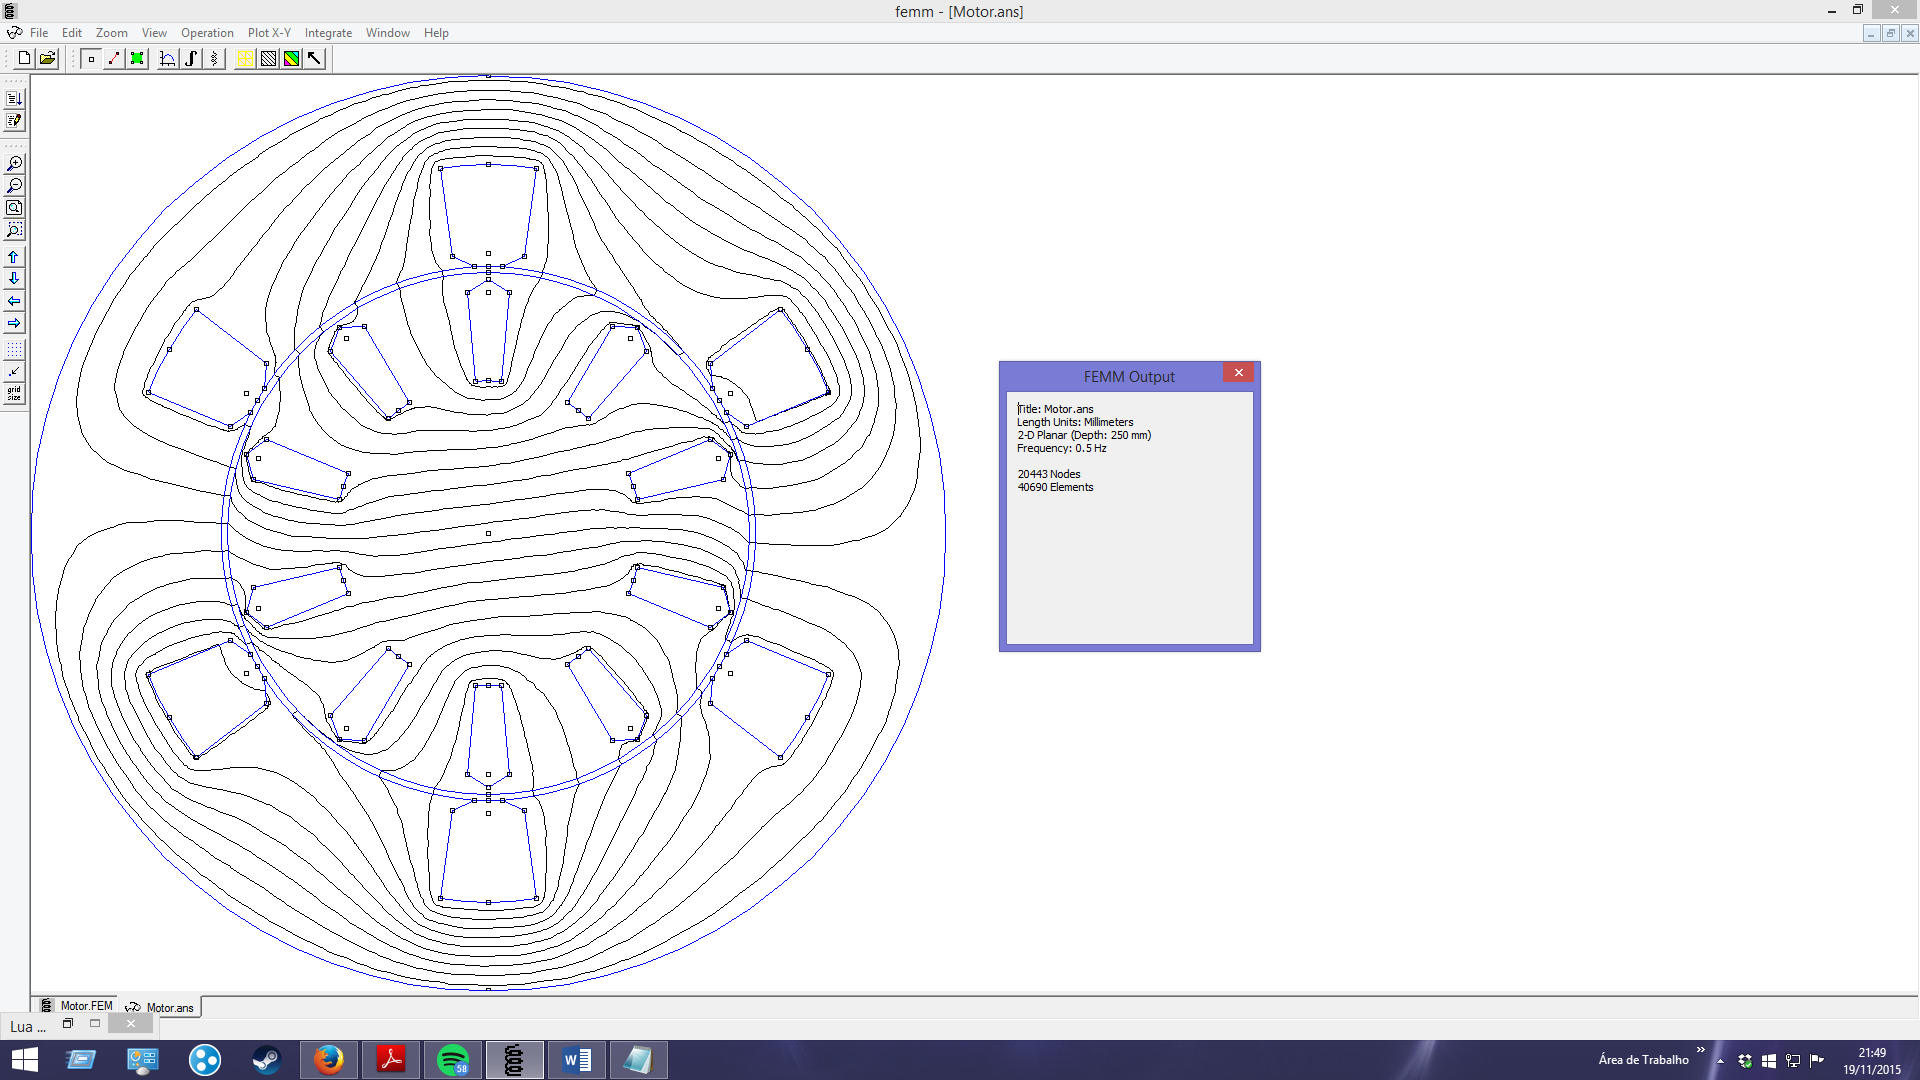 femm - [Motor.ans]
File Edit Zoom View Operation Plot X-Y Integrate Window Help
grid
size
FEMM Output
Title: Motor.ans
Length Units: Millimeters
2-D Planar (Depth: 250 mm)
Frequency: 0.5 Hz
20443 Nodes
40690 Elements
Motor.FEM Motor.ans
Lua ...
58
Área de Trabalho
21:49
19/11/2015